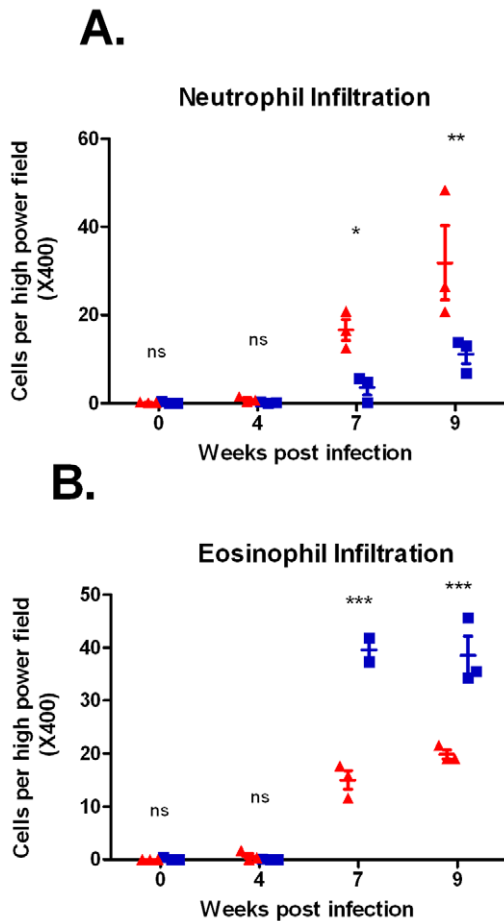 A.
Neutrophil Infiltration
Cells per high power field
(X400)
60
40
20
0
ns
ns
*
**
0 4 7 9
Weeks post infection
B.
Eosinophil Infiltration
Cells per high power field
(X400)
50
40
30
20
10
0
ns
ns
***
***
0 4 7 9
Weeks post infection